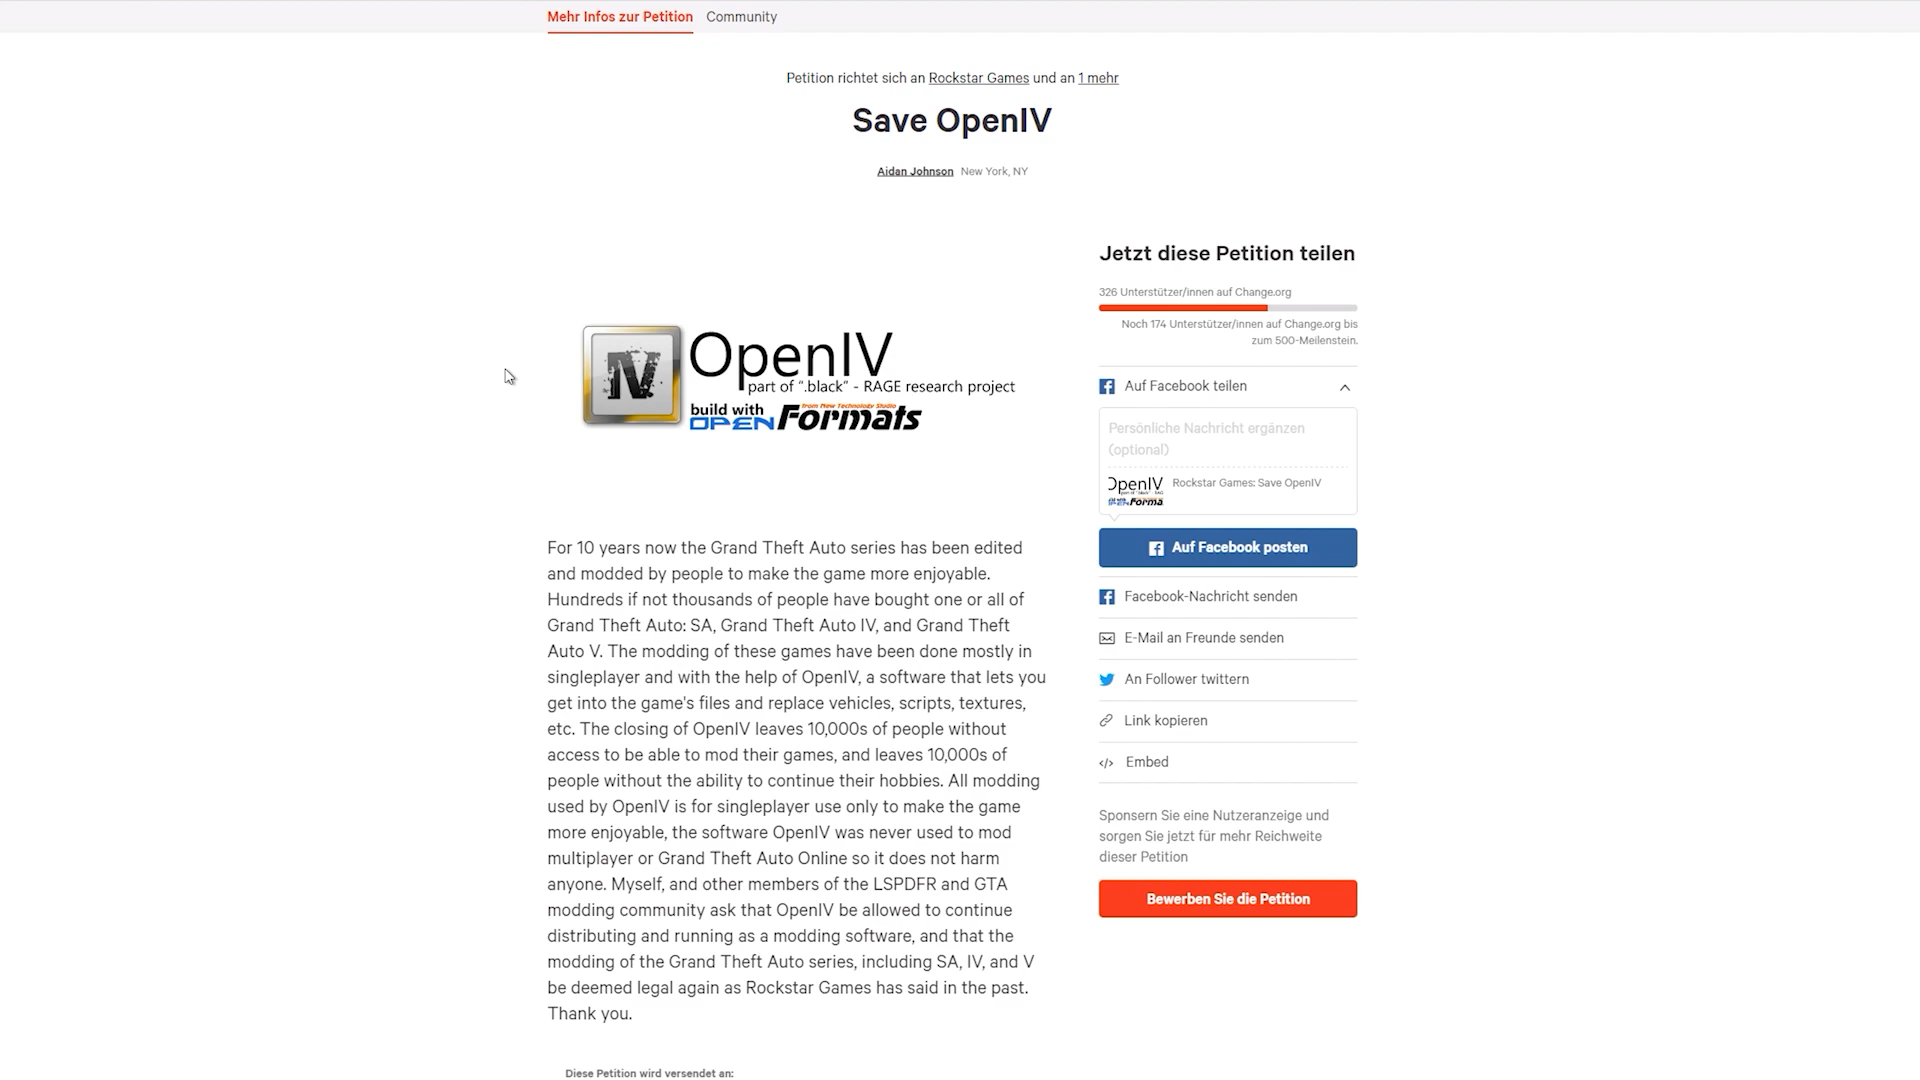 Mehr Infos zur Petition
Community
Petition richtet sich an Rockstar Games und an 1 mehr
Save OpenIV
Aidan Johnson New York, NY
IV
OpenIV
part of ".black" - RAGE research project
build with
from New Technology Studio
OPEN Formats
For 10 years now the Grand Theft Auto series has been edited
and modded by people to make the game more enjoyable.
Hundreds if not thousands of people have bought one or all of
Grand Theft Auto: SA, Grand Theft Auto IV, and Grand Theft
Auto V. The modding of these games have been done mostly in
singleplayer and with the help of OpenIV, a software that lets you
get into the game's files and replace vehicles, scripts, textures,
etc. The closing of OpenIV leaves 10,000s of people without
access to be able to mod their games, and leaves 10,000s of
people without the ability to continue their hobbies. All modding
used by OpenIV is for singleplayer use only to make the game
more enjoyable, the software OpenIV was never used to mod
multiplayer or Grand Theft Auto Online so it does not harm
anyone. Myself, and other members of the LSPDFR and GTA
modding community ask that OpenIV be allowed to continue
distributing and running as a modding software, and that the
modding of the Grand Theft Auto series, including SA, IV, and V
be deemed legal again as Rockstar Games has said in the past.
Thank you.
Diese Petition wird versendet an:
Jetzt diese Petition teilen
326 Unterstützer/innen auf Change.org
Noch 174 Unterstützer/innen auf Change.org bis
zum 500-Meilenstein.
Auf Facebook teilen
Persönliche Nachricht ergänzen
(optional)
OpenIV
OPEN Forma
Rockstar Games: Save OpenIV
Auf Facebook posten
Facebook-Nachricht senden
E-Mail an Freunde senden
An Follower twittern
Link kopieren
</> Embed
Sponsern Sie eine Nutzeranzeige und
sorgen Sie jetzt für mehr Reichweite
dieser Petition
Bewerben Sie die Petition